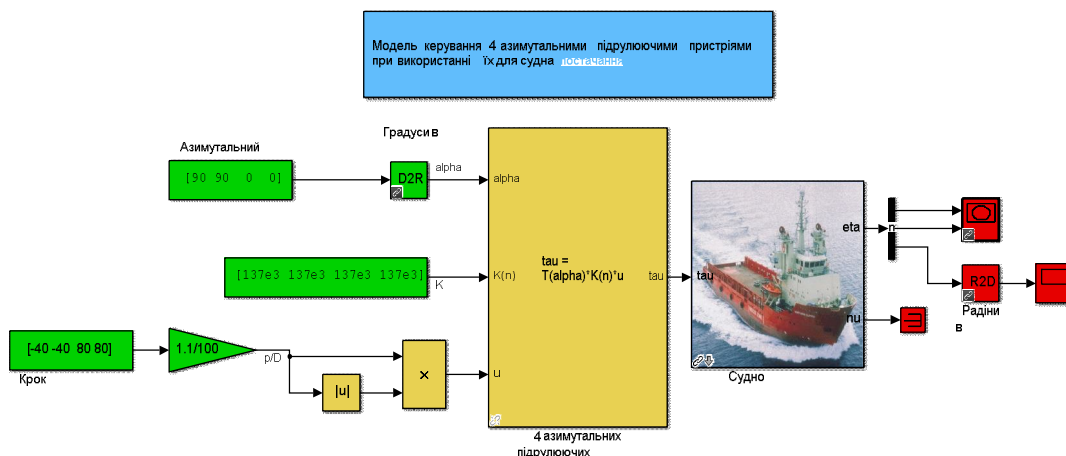 Модель керування 4 азимутальними підрулюючими пристріями
при використанні їх для судна постачання
Градуси в
Азимутальний
[90 90 0 0]
D2R
alpha
alpha
[137e3 137e3 137e3 137e3]
K
K(n)
tau =
T(alpha)*K(n)*u
tau
tau
eta
n
nu
R2D
Радіни
в
Судно
[-40 -40 80 80]
Крок
1.1/100
p/D
|u|
×
u
4 азимутальних
підрулюючих